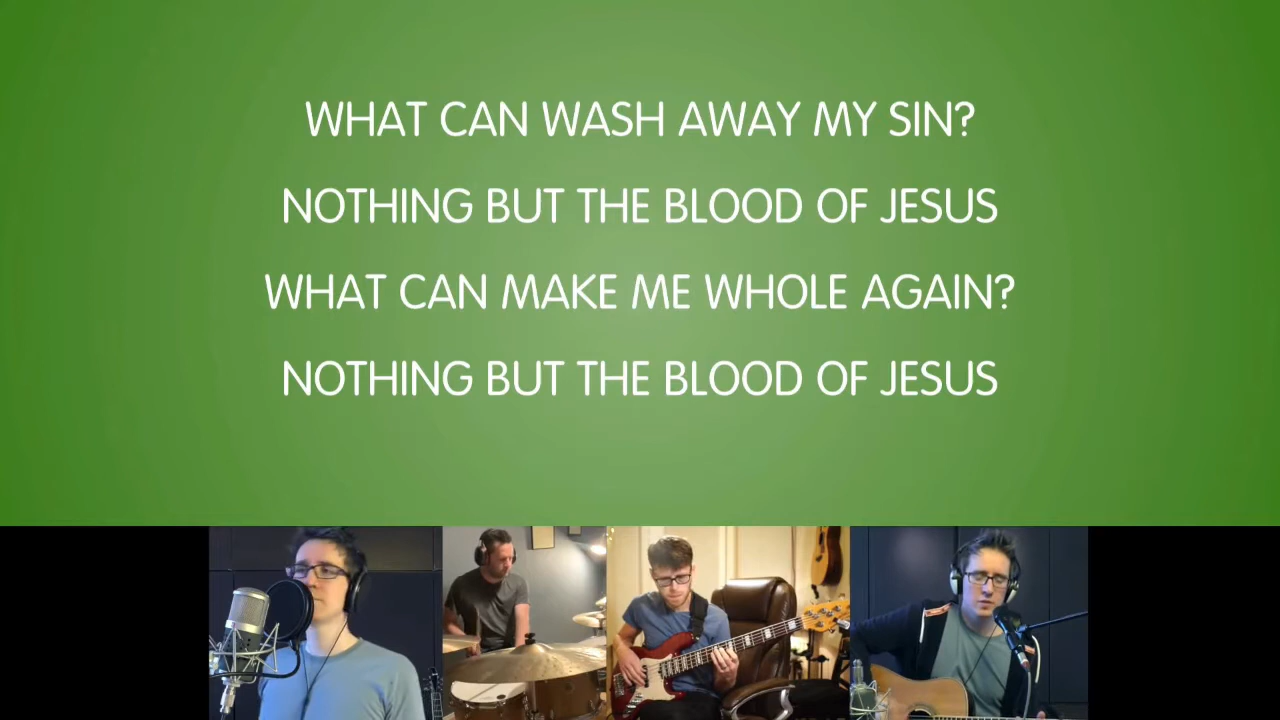 WHAT CAN WASH AWAY MY SIN?
NOTHING BUT THE BLOOD OF JESUS
WHAT CAN MAKE ME WHOLE AGAIN?
NOTHING BUT THE BLOOD OF JESUS